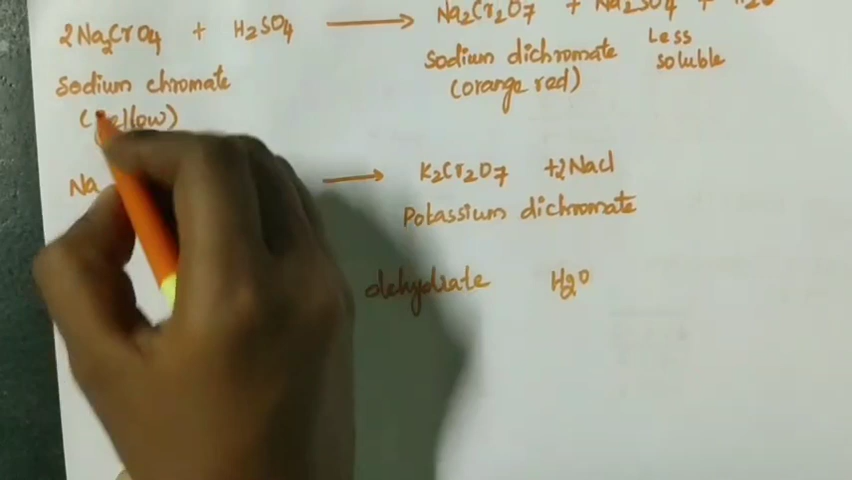 2Na2CrO4 + H2SO4 ⟶ Na2Cr2O7 + Na2SO4 + H2O
Sodium chromate Sodium dichromate Less
(yellow) (orange red) soluble
Na ⟶ K2Cr2O7 +2NaCl
Potassium dichromate
dehydrate H2O